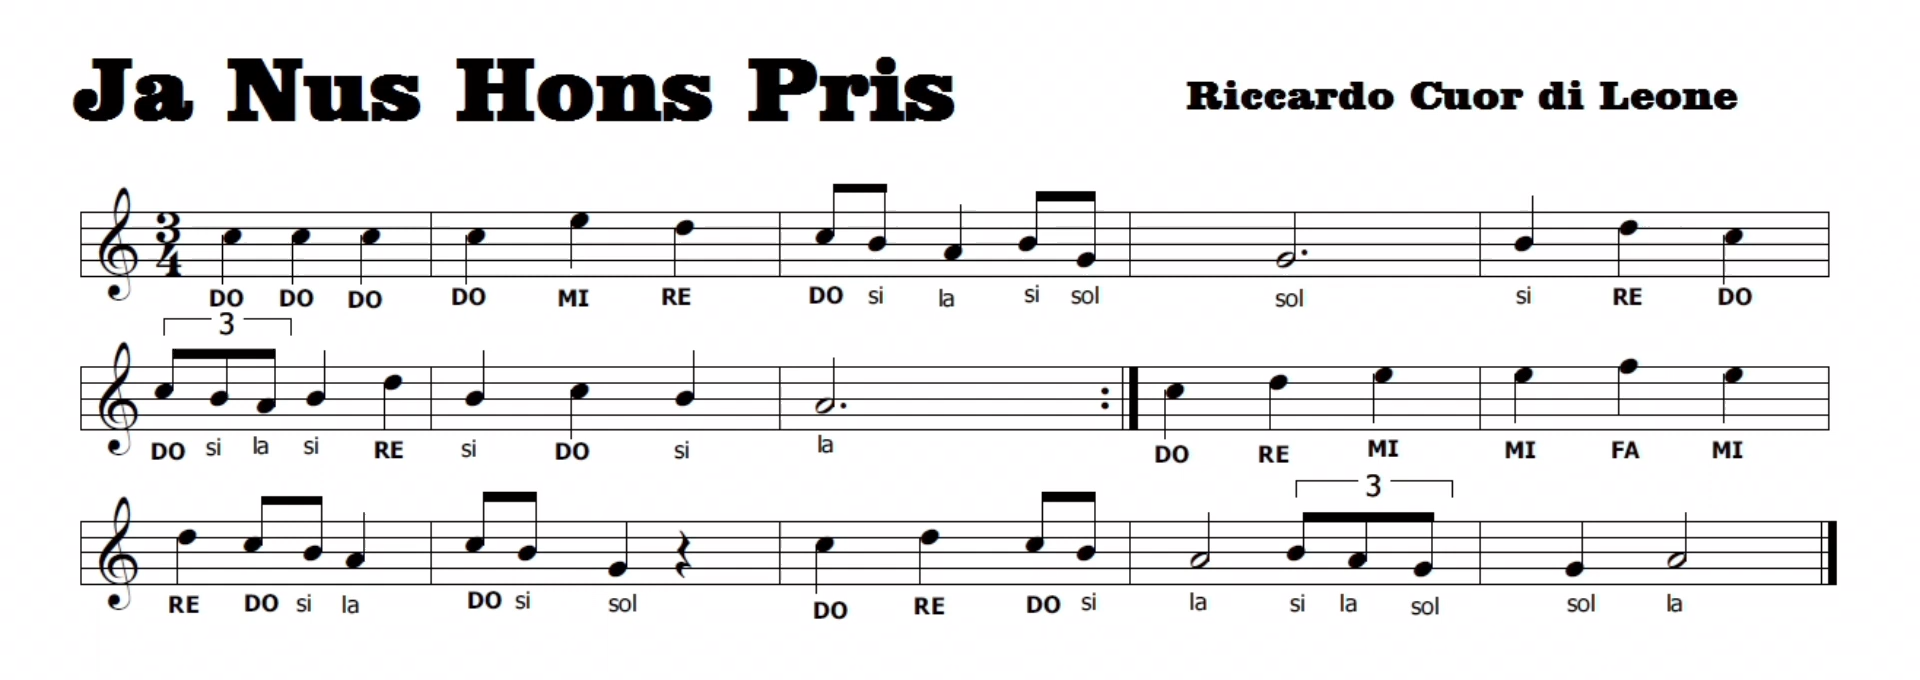 Ja Nus Hons Pris
Riccardo Cuor di Leone
3
4
DO DO DO DO MI RE DO si la si sol sol si RE DO
3
DO si la si RE si DO si la DO RE MI MI FA MI
3
RE DO si la DO si sol DO RE DO si la si la sol sol la